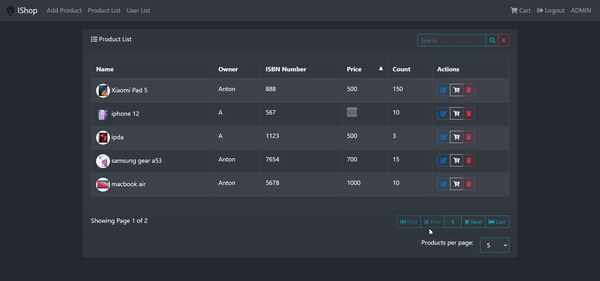 IShop Add Product Product List User List Cart Logout ADMIN
Product List Search
Name Owner ISBN Number Price ▲ Count Actions
Xiaomi Pad 5 Anton 888 500 150
iphone 12 A 567 10
ipda A 1123 500 3
samsung gear a53 Anton 7654 700 15
macbook air Anton 5678 1000 10
Showing Page 1 of 2 First Prev 1 Next Last
Products per page: 5